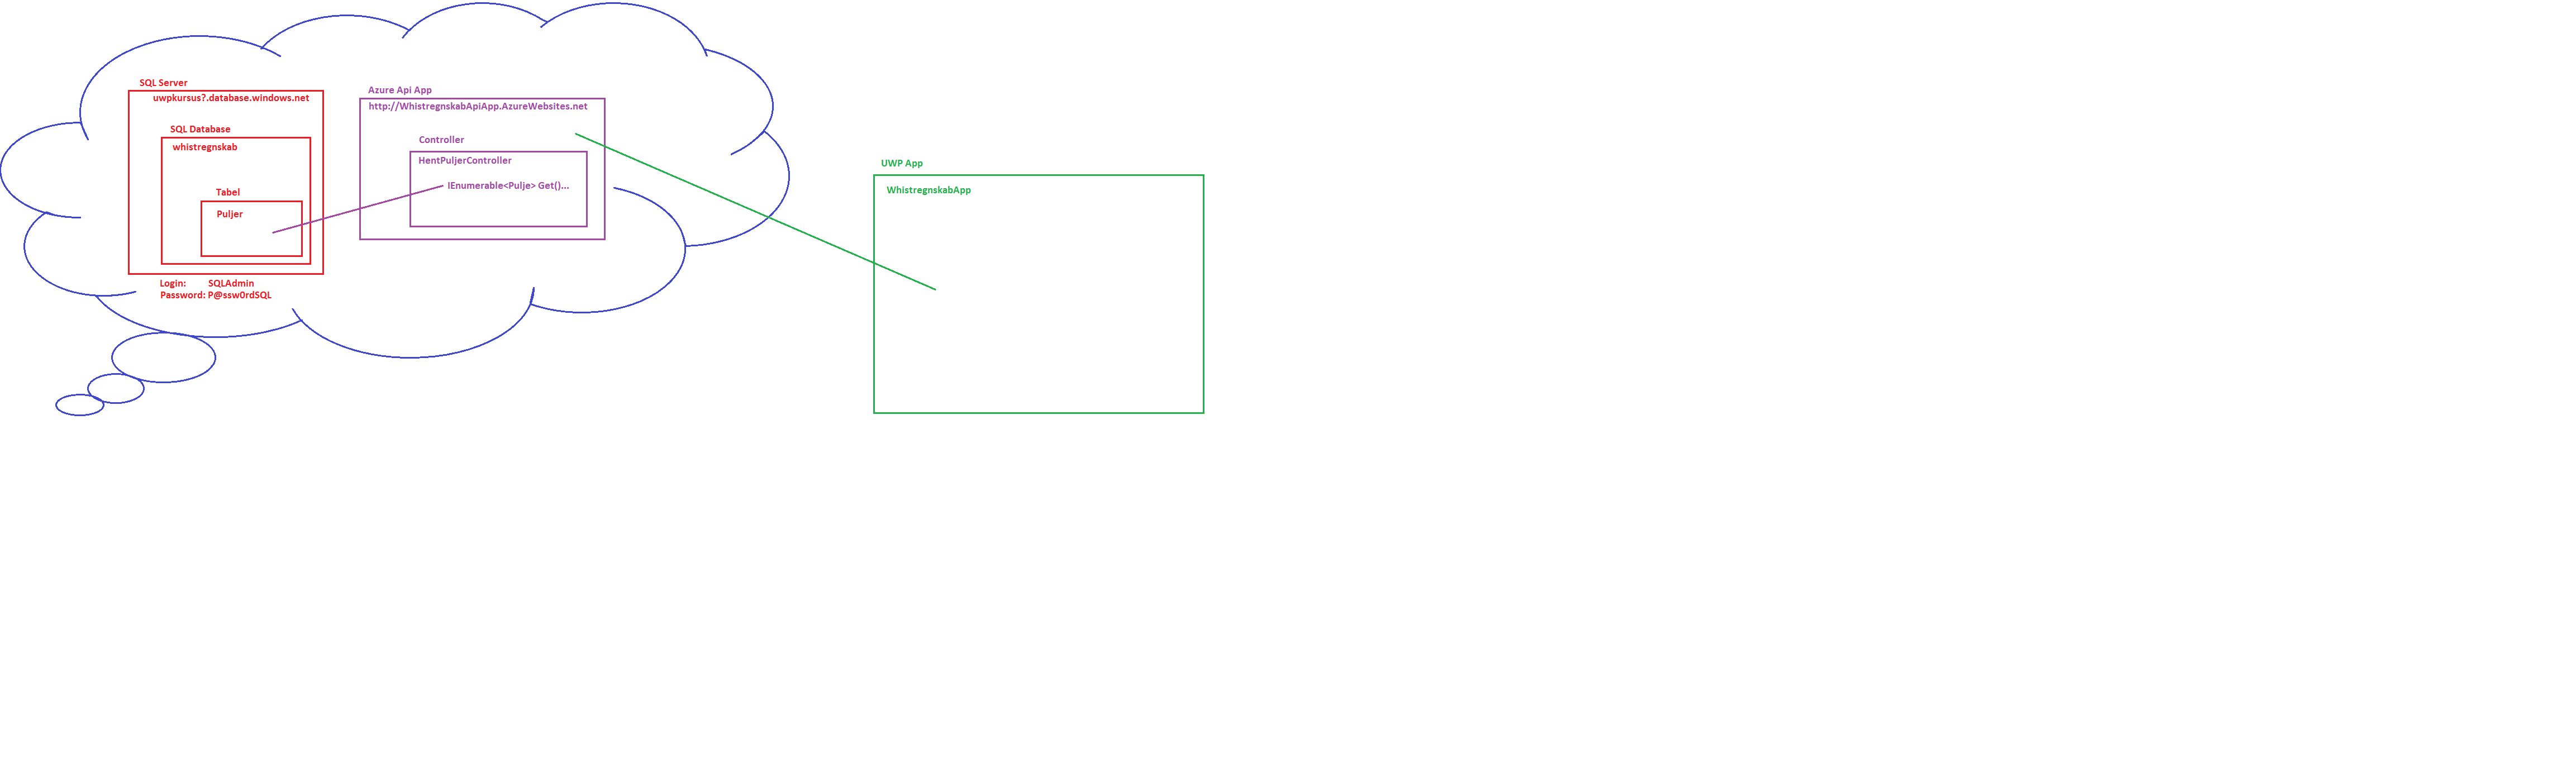 SQL Server
uwpkursus?.database.windows.net
SQL Database
whistregnskab
Tabel
Puljer
Login: SQLAdmin
Password: P@ssw0rdSQL
Azure Api App
http://WhistregnskabApiApp.AzureWebsites.net
Controller
HentPuljerController
IEnumerable<Pulje> Get()...
UWP App
WhistregnskabApp